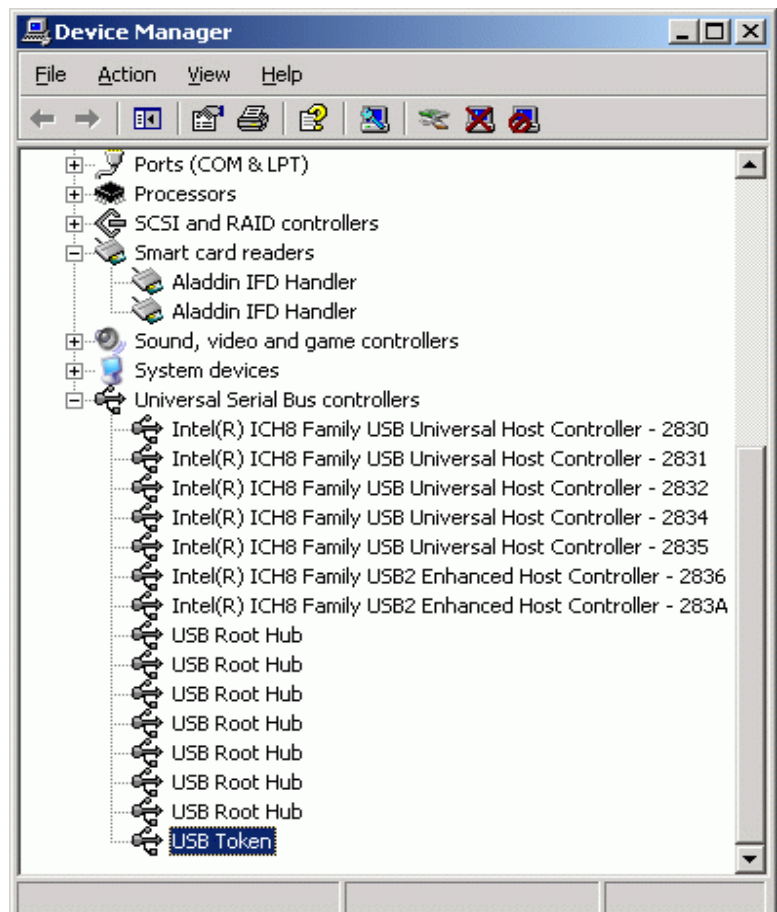 Device Manager
File Action View Help
Ports (COM & LPT)
Processors
SCSI and RAID controllers
Smart card readers
Aladdin IFD Handler
Aladdin IFD Handler
Sound, video and game controllers
System devices
Universal Serial Bus controllers
Intel(R) ICH8 Family USB Universal Host Controller - 2830
Intel(R) ICH8 Family USB Universal Host Controller - 2831
Intel(R) ICH8 Family USB Universal Host Controller - 2832
Intel(R) ICH8 Family USB Universal Host Controller - 2834
Intel(R) ICH8 Family USB Universal Host Controller - 2835
Intel(R) ICH8 Family USB2 Enhanced Host Controller - 2836
Intel(R) ICH8 Family USB2 Enhanced Host Controller - 283A
USB Root Hub
USB Root Hub
USB Root Hub
USB Root Hub
USB Root Hub
USB Root Hub
USB Root Hub
USB Token